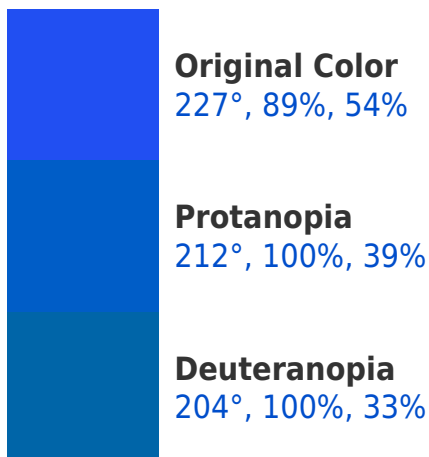 Original Color
227°, 89%, 54%
Protanopia
212°, 100%, 39%
Deuteranopia
204°, 100%, 33%